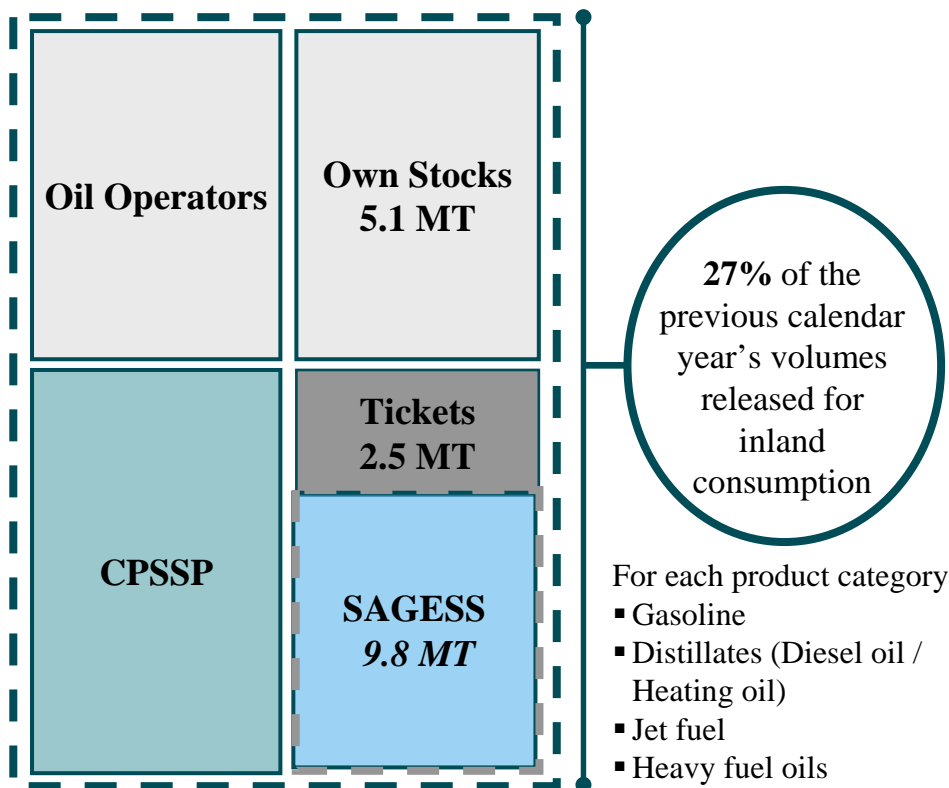 Oil Operators
Own Stocks
5.1 MT
Tickets
2.5 MT
CPSSP
SAGESS
9.8 MT
27% of the
previous calendar
year’s volumes
released for
inland
consumption
For each product category
▪ Gasoline
▪ Distillates (Diesel oil /
Heating oil)
▪ Jet fuel
▪ Heavy fuel oils